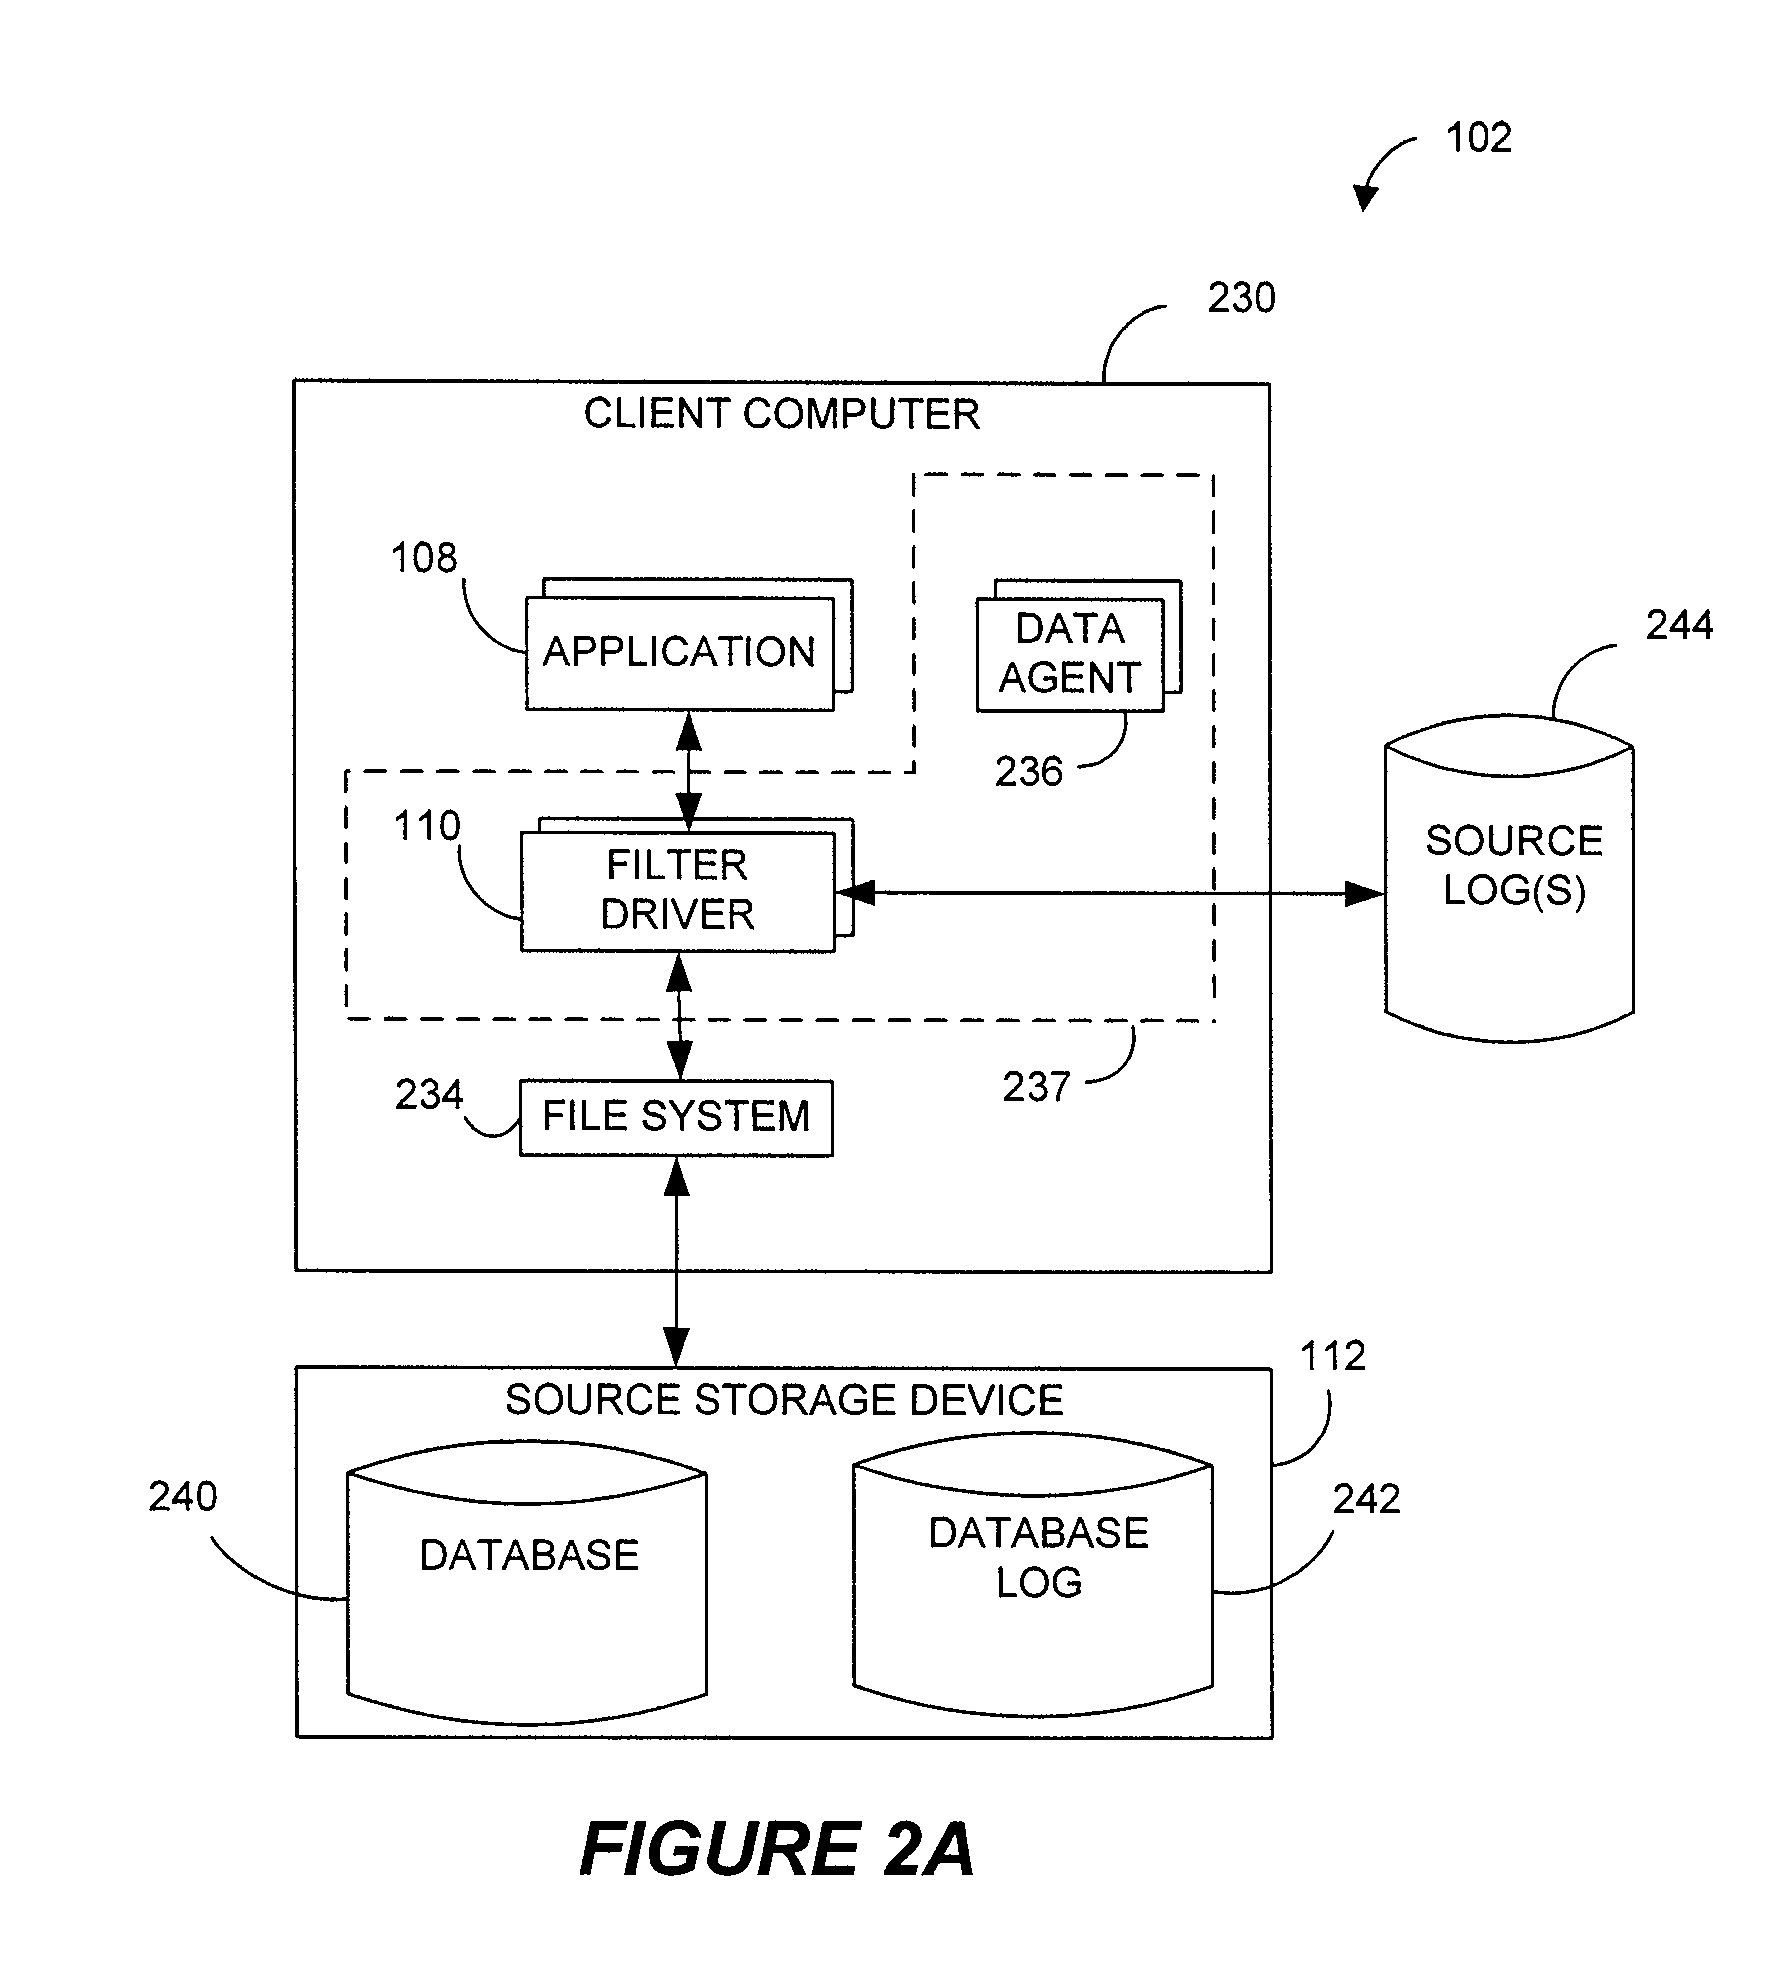 102
230
CLIENT COMPUTER
108
APPLICATION
DATA
AGENT
236
244
110
FILTER
DRIVER
SOURCE
LOG(S)
237
234
FILE SYSTEM
112
SOURCE STORAGE DEVICE
240
DATABASE
242
DATABASE
LOG
FIGURE 2A